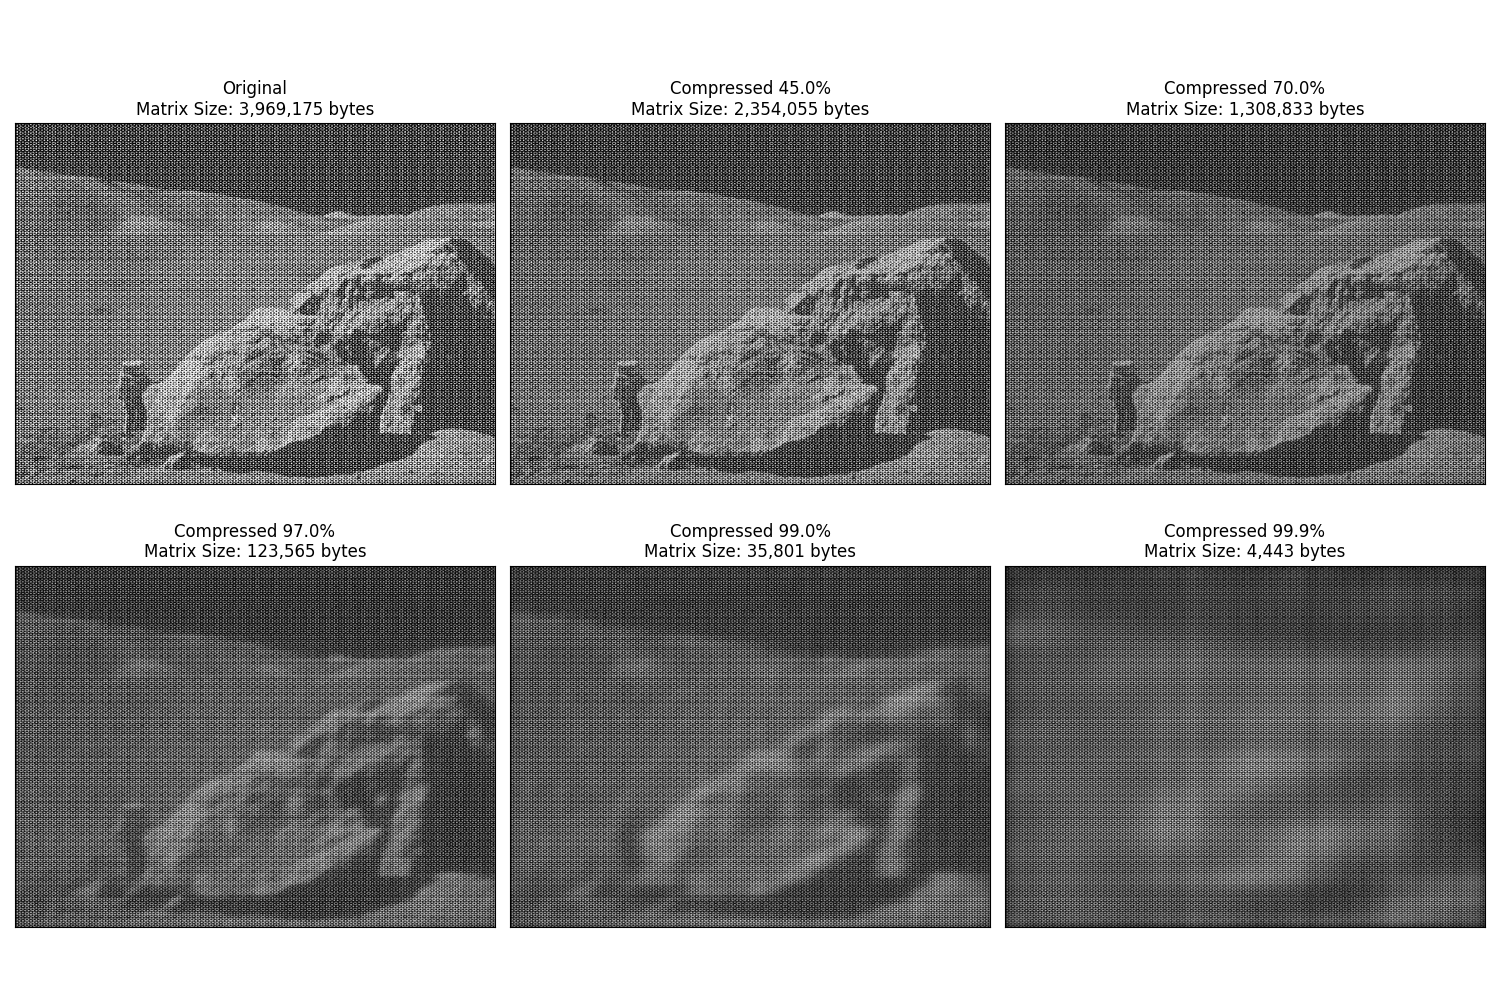 Original
Matrix Size: 3,969,175 bytes
Compressed 45.0%
Matrix Size: 2,354,055 bytes
Compressed 70.0%
Matrix Size: 1,308,833 bytes
Compressed 97.0%
Matrix Size: 123,565 bytes
Compressed 99.0%
Matrix Size: 35,801 bytes
Compressed 99.9%
Matrix Size: 4,443 bytes